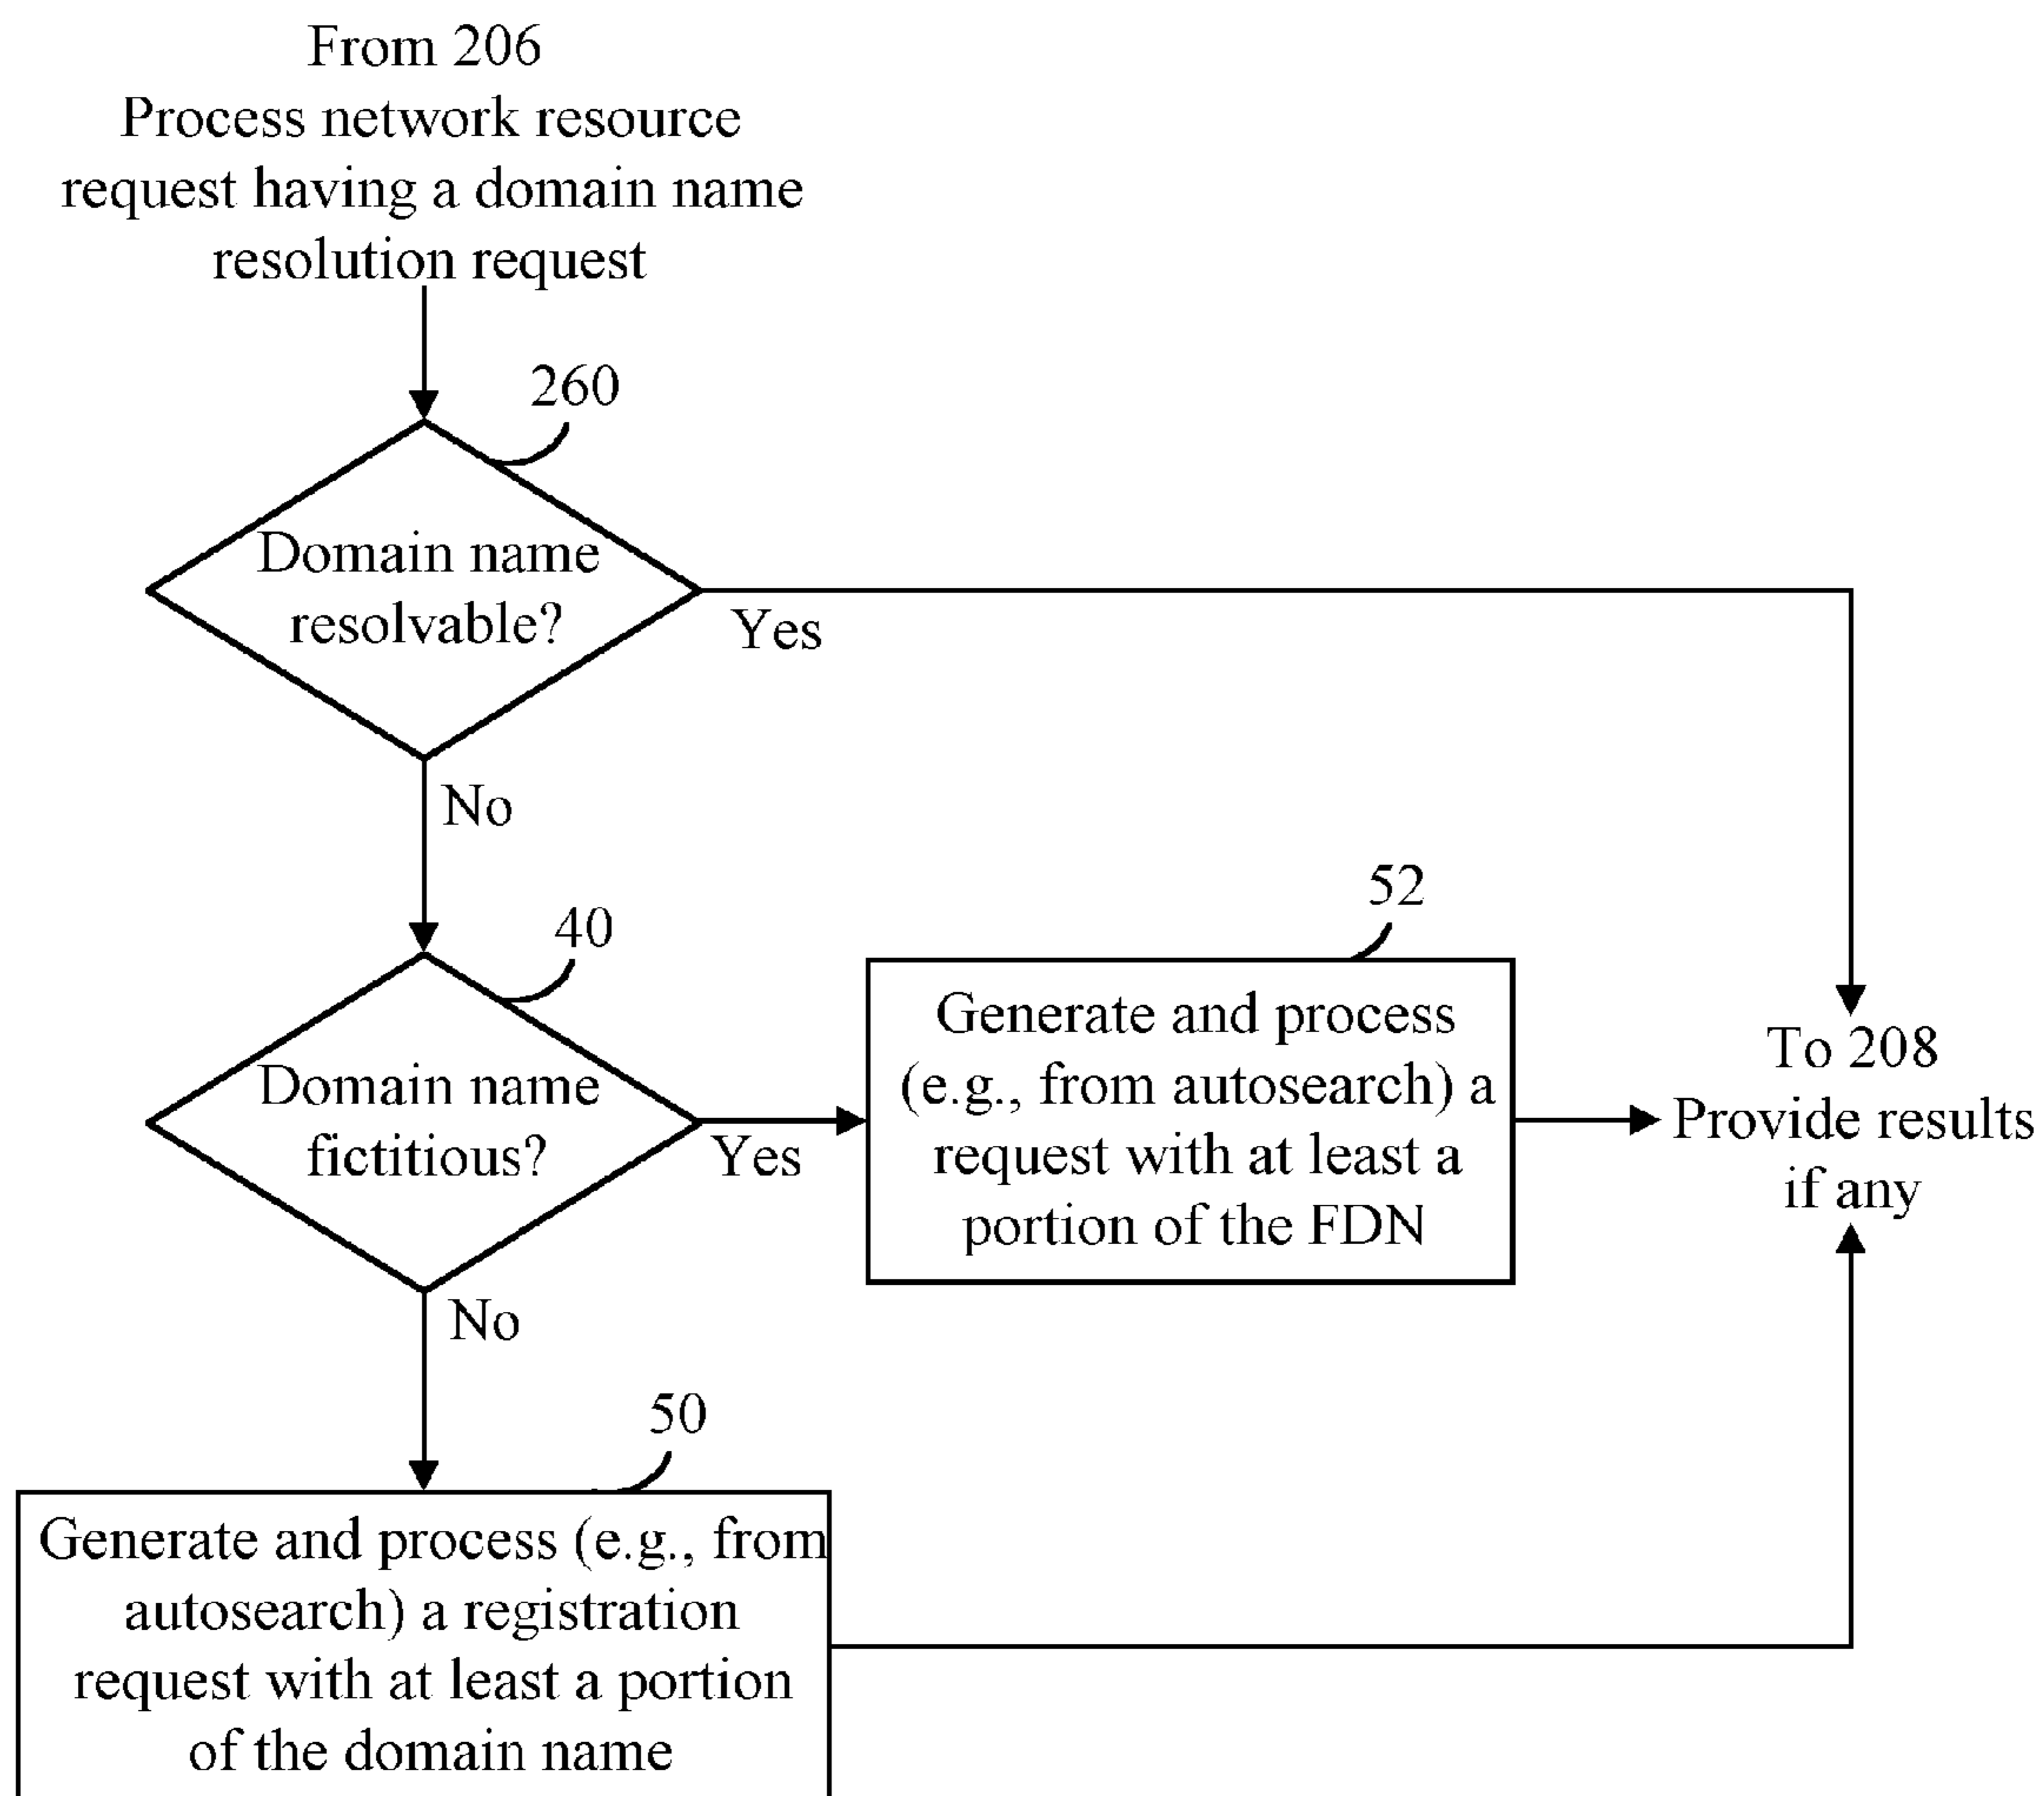 From 206
Process network resource
request having a domain name
resolution request
260
Domain name
resolvable?
Yes
No
40
Domain name
fictitious?
Yes
No
52
Generate and process
(e.g., from autosearch) a
request with at least a
portion of the FDN
To 208
Provide results
if any
50
Generate and process (e.g., from
autosearch) a registration
request with at least a portion
of the domain name